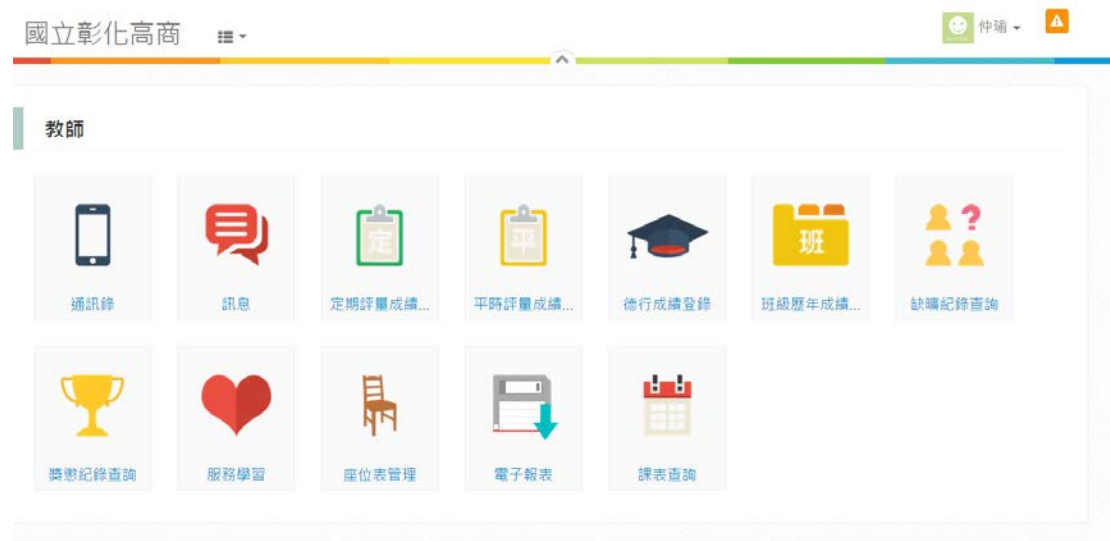 國立彰化高商
仲瑜
教師
定
平
班
通訊錄
訊息
定期評量成績...
平時評量成績...
德行成績登錄
班級歷年成績...
缺曠紀錄查詢
獎懲紀錄查詢
服務學習
座位表管理
電子報表
課表查詢